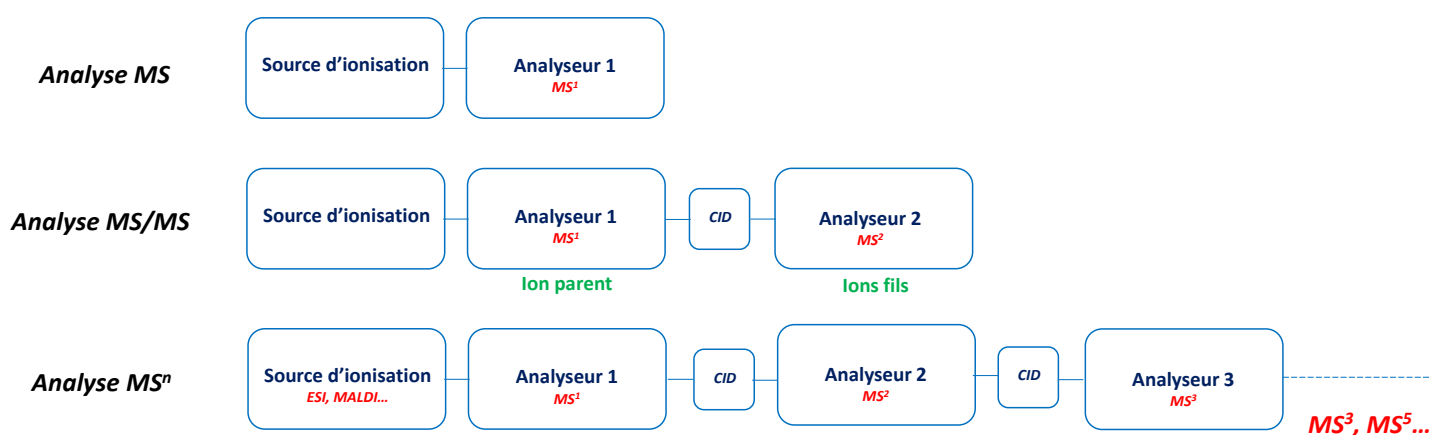 Analyse MS
Source d'ionisation
Analyseur 1
MS¹
Analyse MS/MS
Source d'ionisation
Analyseur 1
MS¹
CID
Analyseur 2
MS²
Ion parent
Ions fils
Analyse MSⁿ
Source d'ionisation
ESI, MALDI...
Analyseur 1
MS¹
CID
Analyseur 2
MS²
CID
Analyseur 3
MS³
MS³, MS⁵...